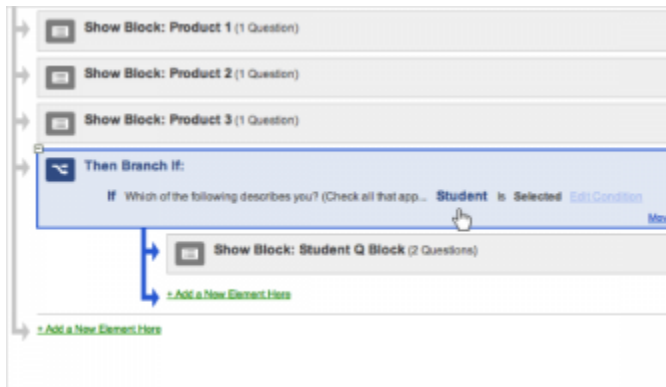 Show Block: Product 1 (1 Question)
Show Block: Product 2 (1 Question)
Show Block: Product 3 (1 Question)
Then Branch If:
If Which of the following describes you? (Check all that app... Student Is Selected Edit Condition
Mov
Show Block: Student Q Block (2 Questions)
+ Add a New Element Here
+ Add a New Element Here